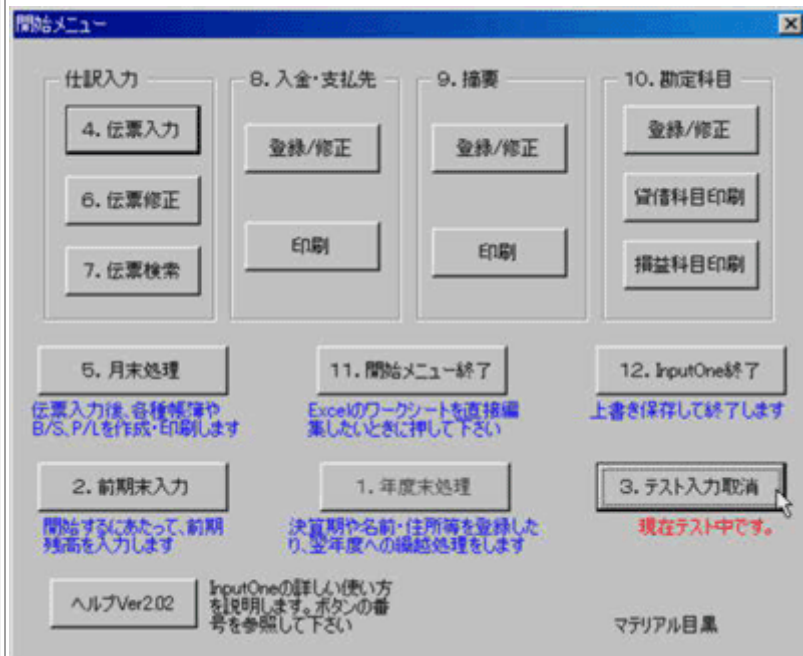 開始メニュー
仕訳入力
4. 伝票入力
6. 伝票修正
7. 伝票検索
8. 入金・支払先
登録/修正
印刷
9. 摘要
登録/修正
印刷
10. 勘定科目
登録/修正
貸借科目印刷
損益科目印刷
5. 月末処理
伝票入力後、各種帳簿や
B/S、P/Lを作成・印刷します
11. 開始メニュー終了
Excelのワークシートを直接編
集したいときに押して下さい
12. InputOne終了
上書き保存して終了します
2. 前期末入力
開始するにあたって、前期
残高を入力します
1. 年度末処理
決算期や名前・住所等を登録した
り、翌年度への繰越処理をします
3. テスト入力取消
現在テスト中です。
ヘルプVer2.02
InputOneの詳しい使い方
を説明します。ボタンの番
号を参照して下さい
マテリアル目黒